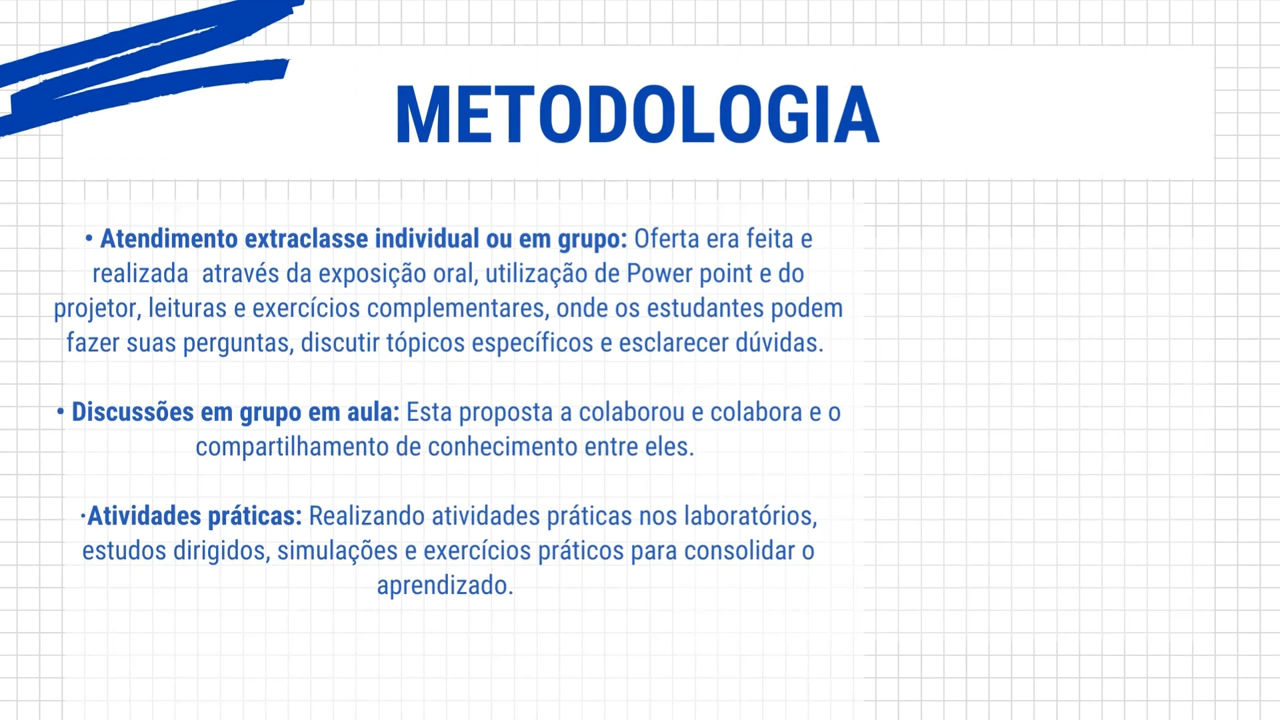 METODOLOGIA
• Atendimento extraclasse individual ou em grupo: Oferta era feita e
realizada através da exposição oral, utilização de Power point e do
projetor, leituras e exercícios complementares, onde os estudantes podem
fazer suas perguntas, discutir tópicos específicos e esclarecer dúvidas.
• Discussões em grupo em aula: Esta proposta a colaborou e colabora e o
compartilhamento de conhecimento entre eles.
·Atividades práticas: Realizando atividades práticas nos laboratórios,
estudos dirigidos, simulações e exercícios práticos para consolidar o
aprendizado.